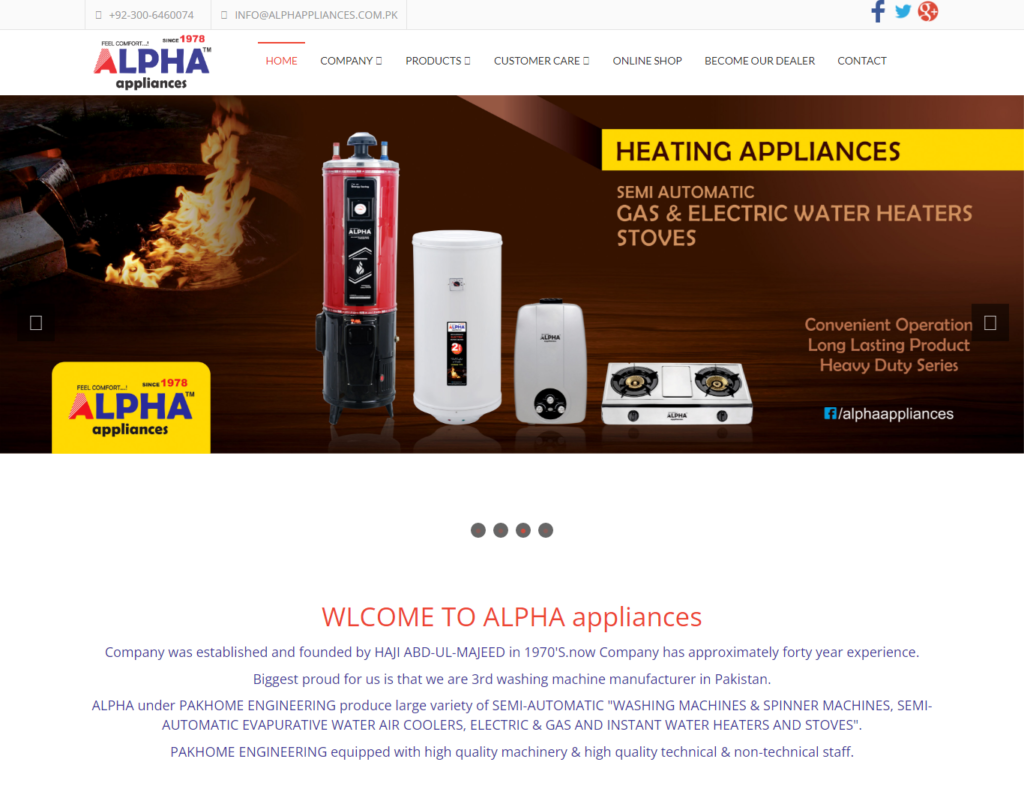 +92-300-6460074
INFO@ALPHAPPLIANCES.COM.PK
FEEL COMFORT...! SINCE 1978
ALPHA TM
appliances
HOME COMPANY PRODUCTS CUSTOMER CARE ONLINE SHOP BECOME OUR DEALER CONTACT
HEATING APPLIANCES
SEMI AUTOMATIC
GAS & ELECTRIC WATER HEATERS
STOVES
ALPHA
ALPHA
ALPHA
ALPHA
Convenient Operation
Long Lasting Product
Heavy Duty Series
/alphaappliances
FEEL COMFORT...! SINCE 1978
ALPHA TM
appliances
WLCOME TO ALPHA appliances
Company was established and founded by HAJI ABD-UL-MAJEED in 1970'S.now Company has approximately forty year experience.
Biggest proud for us is that we are 3rd washing machine manufacturer in Pakistan.
ALPHA under PAKHOME ENGINEERING produce large variety of SEMI-AUTOMATIC "WASHING MACHINES & SPINNER MACHINES, SEMI-
AUTOMATIC EVAPURATIVE WATER AIR COOLERS, ELECTRIC & GAS AND INSTANT WATER HEATERS AND STOVES".
PAKHOME ENGINEERING equipped with high quality machinery & high quality technical & non-technical staff.